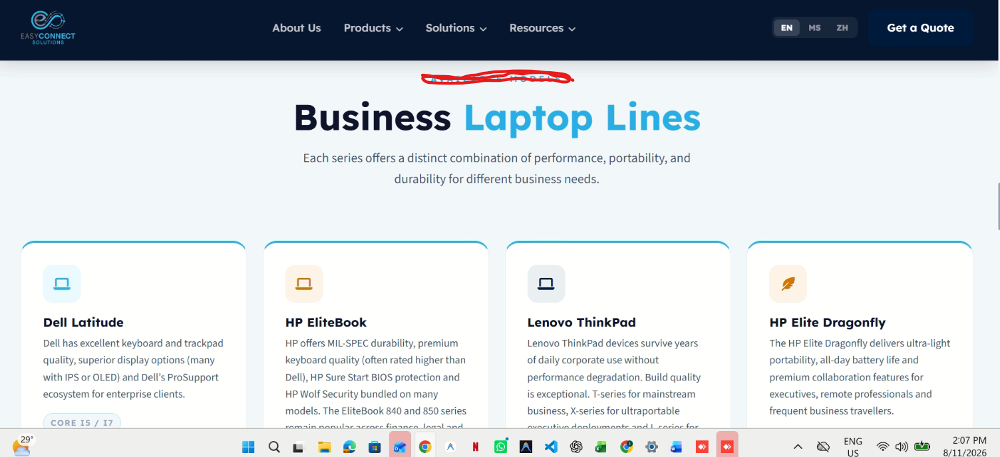 EASYCONNECT
SOLUTIONS
About Us
Products
Solutions
Resources
EN
MS
ZH
Get a Quote
AVAILABLE MODELS
Business Laptop Lines
Each series offers a distinct combination of performance, portability, and
durability for different business needs.
Dell Latitude
Dell has excellent keyboard and trackpad
quality, superior display options (many
with IPS or OLED) and Dell's ProSupport
ecosystem for enterprise clients.
CORE I5 / I7
HP EliteBook
HP offers MIL-SPEC durability, premium
keyboard quality (often rated higher than
Dell), HP Sure Start BIOS protection and
HP Wolf Security bundled on many
models. The EliteBook 840 and 850 series
remain popular across finance, legal and
Lenovo ThinkPad
Lenovo ThinkPad devices survive years
of daily corporate use without
performance degradation. Build quality
is exceptional. T-series for mainstream
business, X-series for ultraportable
executive deployments and L-series for
HP Elite Dragonfly
The HP Elite Dragonfly delivers ultra-light
portability, all-day battery life and
premium collaboration features for
executives, remote professionals and
frequent business travellers.
29°
ENG
US
2:07 PM
8/11/2026